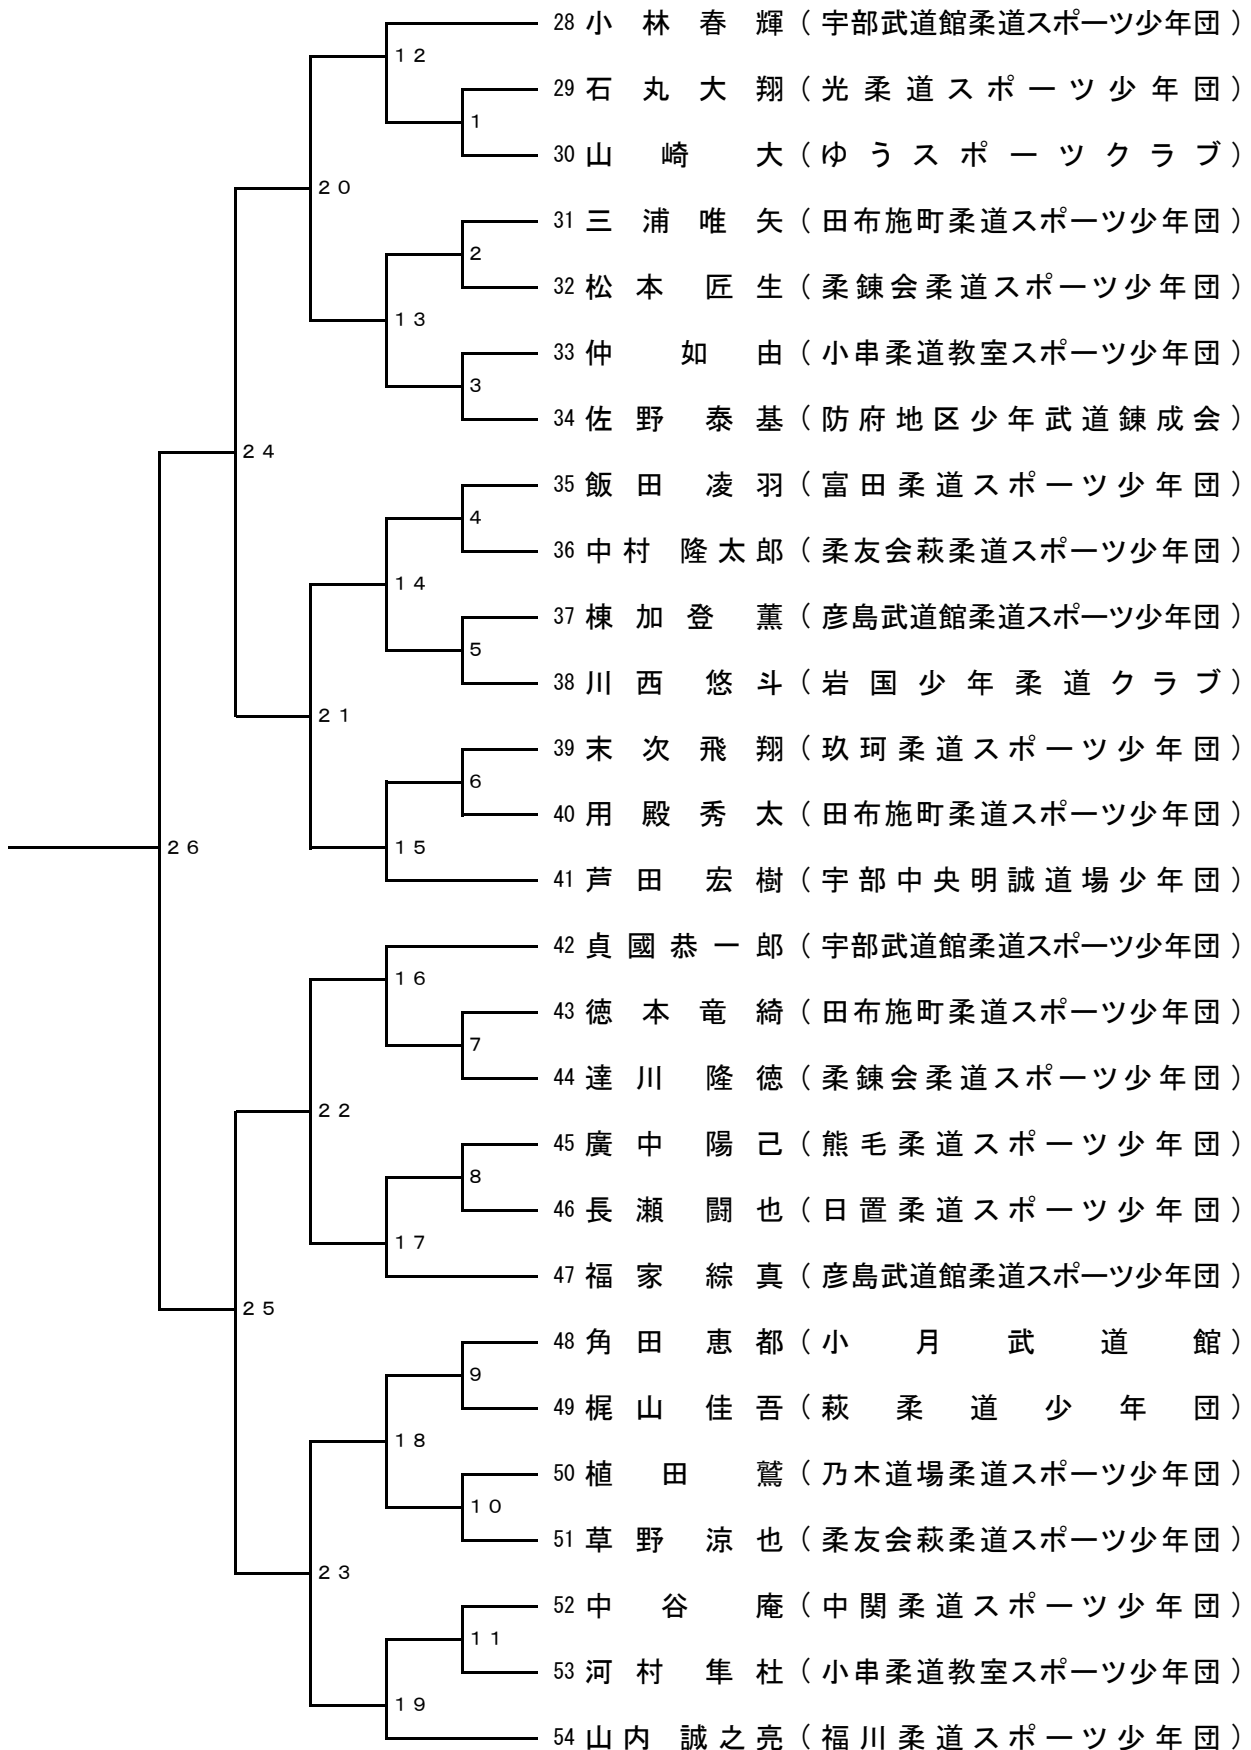 28 小林春輝（宇部武道館柔道スポーツ少年団）
12
29 石丸大翔（光柔道スポーツ少年団）
1
30 山崎大（ゆうスポーツクラブ）
20
31 三浦唯矢（田布施町柔道スポーツ少年団）
2
32 松本匠生（柔錬会柔道スポーツ少年団）
13
33 仲如由（小串柔道教室スポーツ少年団）
3
34 佐野泰基（防府地区少年武道錬成会）
24
35 飯田凌羽（富田柔道スポーツ少年団）
4
36 中村隆太郎（柔友会萩柔道スポーツ少年団）
14
37 棟加登薫（彦島武道館柔道スポーツ少年団）
5
38 川西悠斗（岩国少年柔道クラブ）
21
39 末次飛翔（玖珂柔道スポーツ少年団）
6
40 用殿秀太（田布施町柔道スポーツ少年団）
26
15
41 芦田宏樹（宇部中央明誠道場少年団）
42 貞國恭一郎（宇部武道館柔道スポーツ少年団）
16
43 徳本竜綺（田布施町柔道スポーツ少年団）
7
44 達川隆徳（柔錬会柔道スポーツ少年団）
22
45 廣中陽己（熊毛柔道スポーツ少年団）
8
46 長瀬闘也（日置柔道スポーツ少年団）
17
47 福家綜真（彦島武道館柔道スポーツ少年団）
25
48 角田恵都（小月武道館）
9
49 梶山佳吾（萩柔道少年団）
18
50 植田鷲（乃木道場柔道スポーツ少年団）
10
51 草野涼也（柔友会萩柔道スポーツ少年団）
23
52 中谷庵（中関柔道スポーツ少年団）
11
53 河村隼杜（小串柔道教室スポーツ少年団）
19
54 山内誠之亮（福川柔道スポーツ少年団）